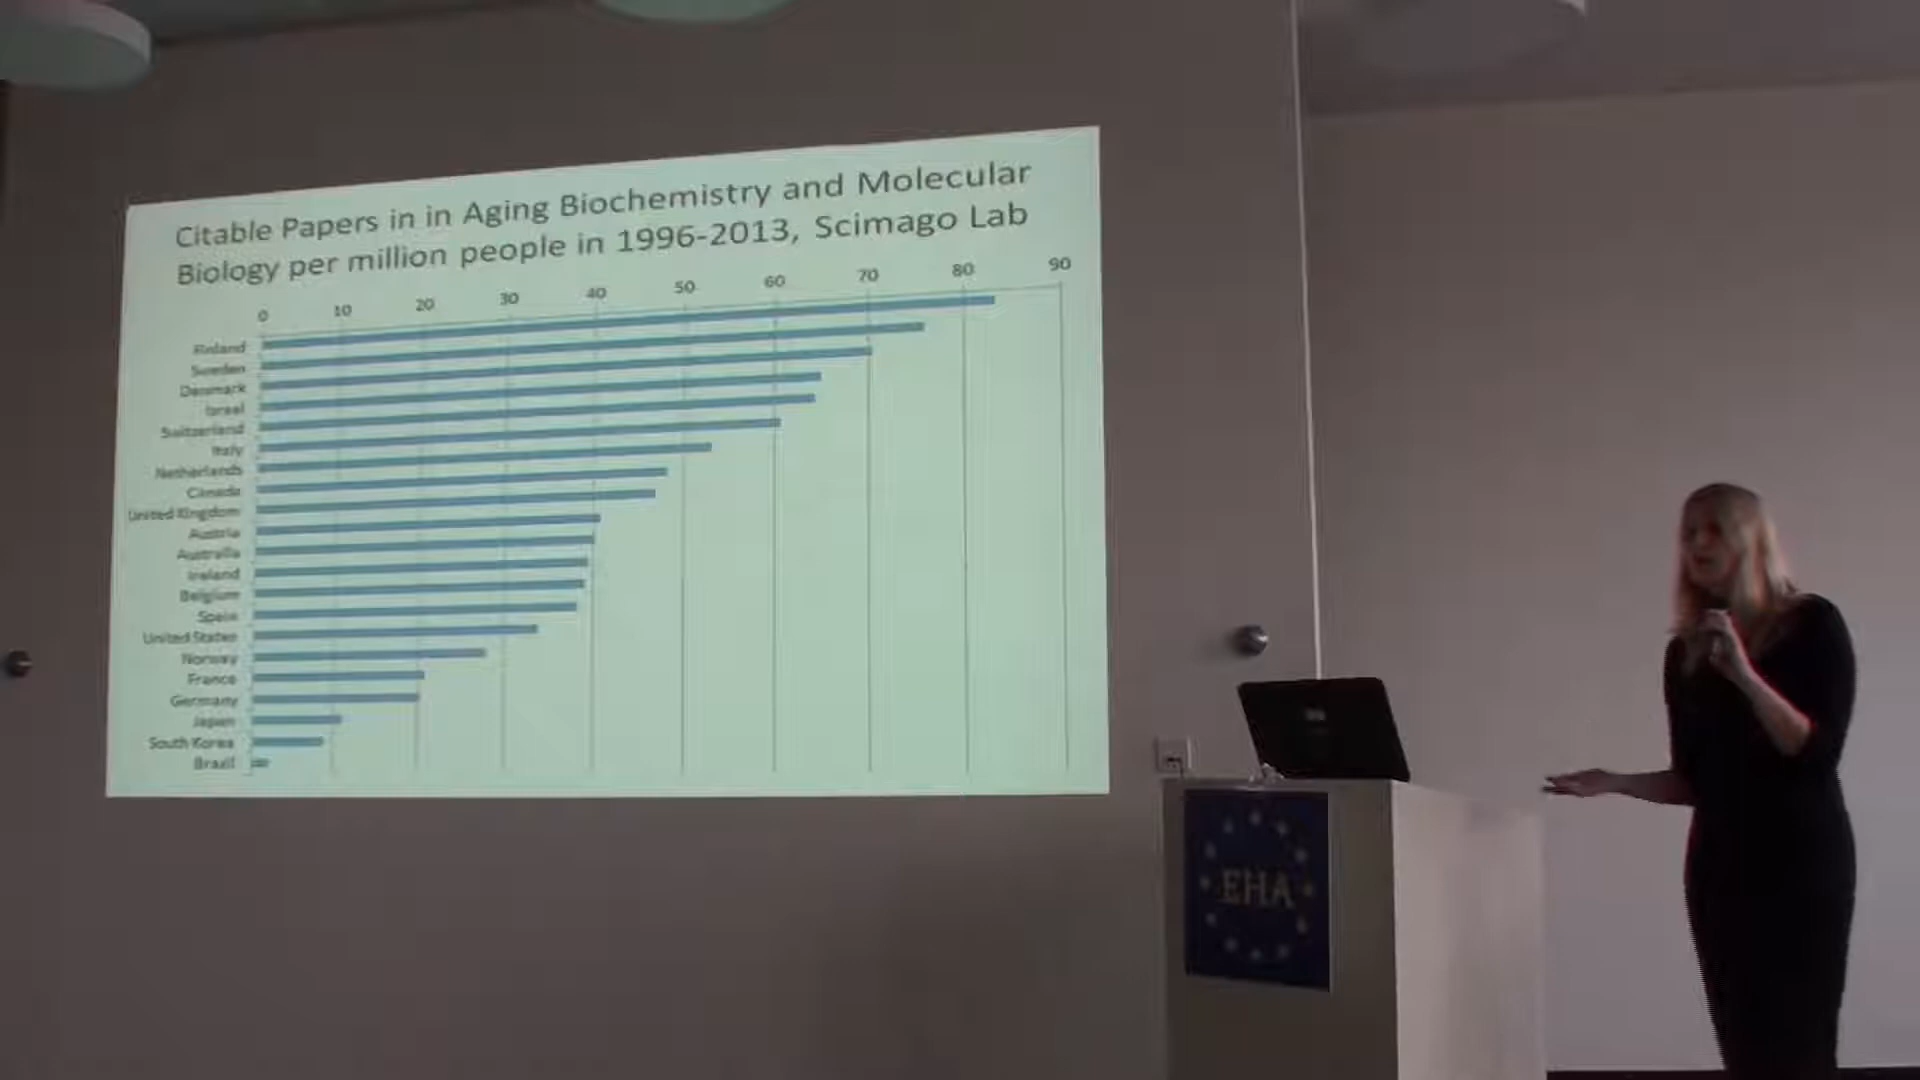 Citable Papers in in Aging Biochemistry and Molecular
Biology per million people in 1996-2013, Scimago Lab
0 10 20 30 40 50 60 70 80 90
Finland
Sweden
Denmark
Israel
Switzerland
Italy
Netherlands
Canada
United Kingdom
Austria
Australia
Ireland
Belgium
Spain
United States
Norway
France
Germany
Japan
South Korea
Brazil
EHA